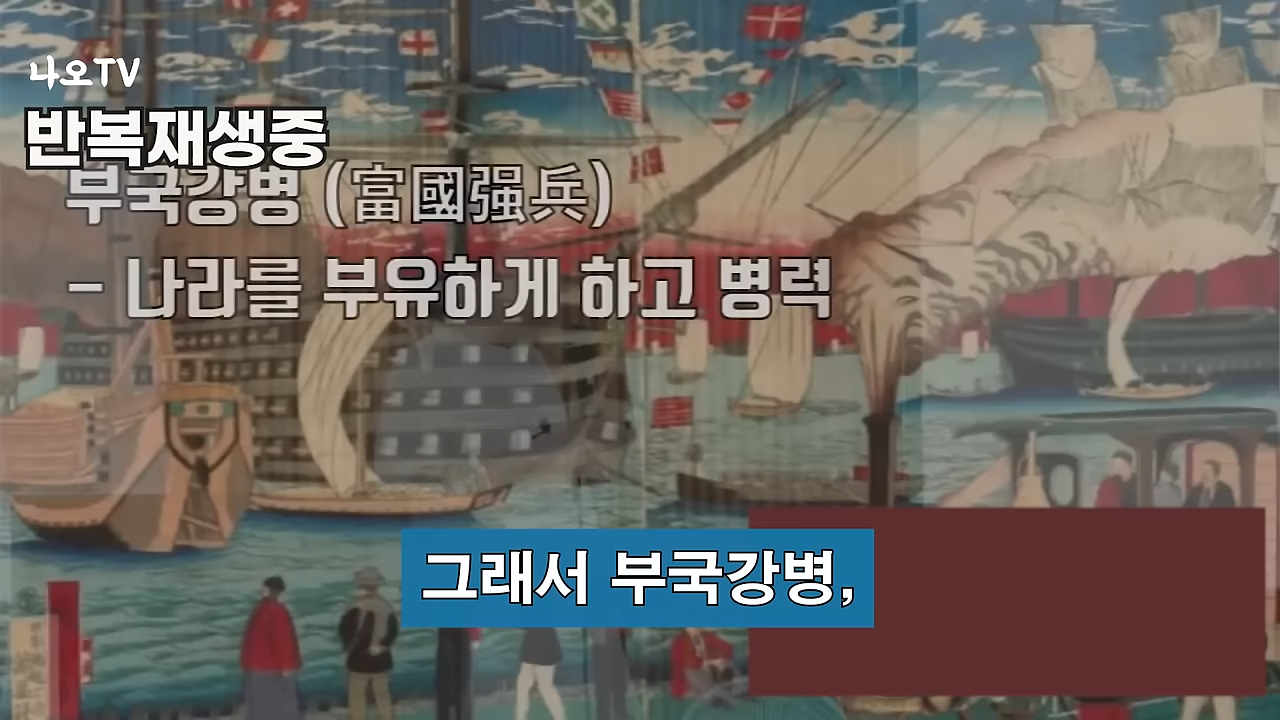 나오TV
반복재생중
부국강병 (富國强兵)
- 나라를 부유하게 하고 병력
그래서 부국강병,